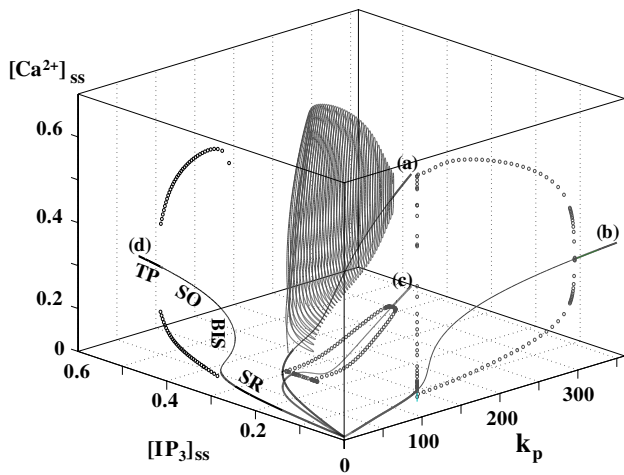 [Ca²⁺]ss
0.6
0.4
0.2
0
(a)
(b)
(c)
(d)
TP
SO
BIS
SR
0.6
0.4
0.2
0
100
200
300
[IP₃]ss
kp